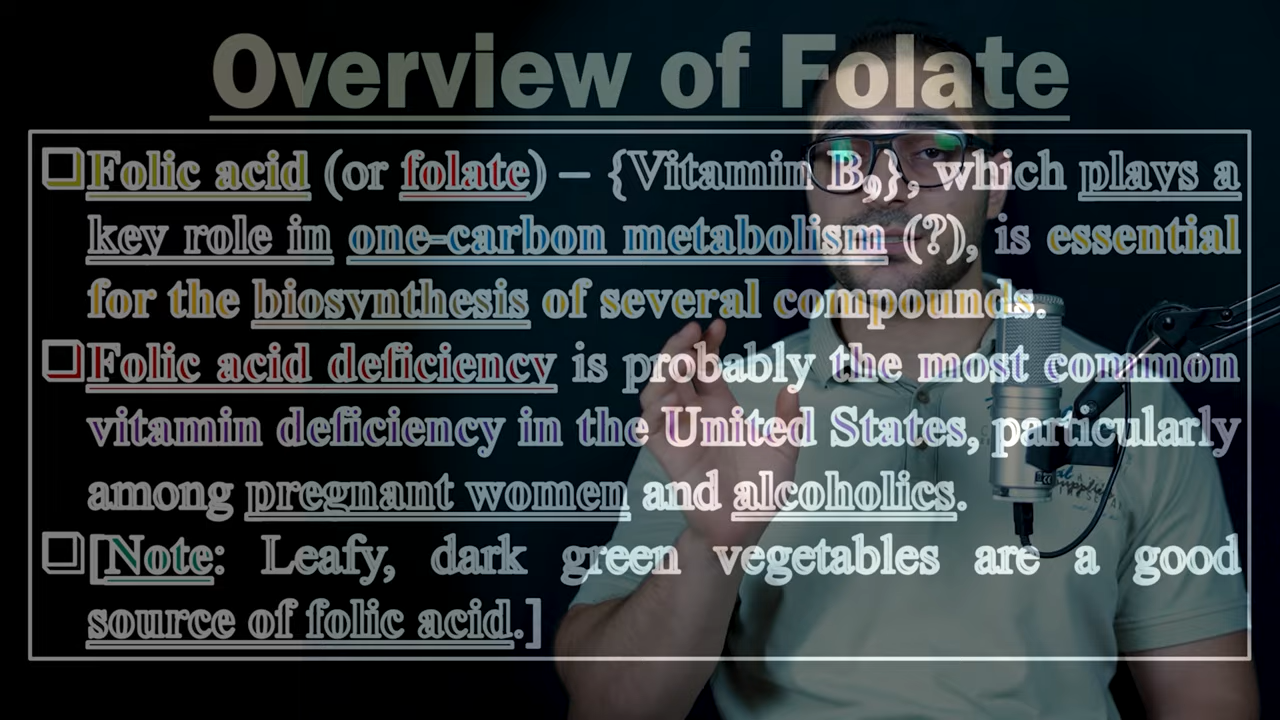 Overview of Folate
❑Folic acid (or folate) – {Vitamin B₉}, which plays a
key role in one-carbon metabolism (?), is essential
for the biosynthesis of several compounds.
❑Folic acid deficiency is probably the most common
vitamin deficiency in the United States, particularly
among pregnant women and alcoholics.
❑[Note: Leafy, dark green vegetables are a good
source of folic acid.]